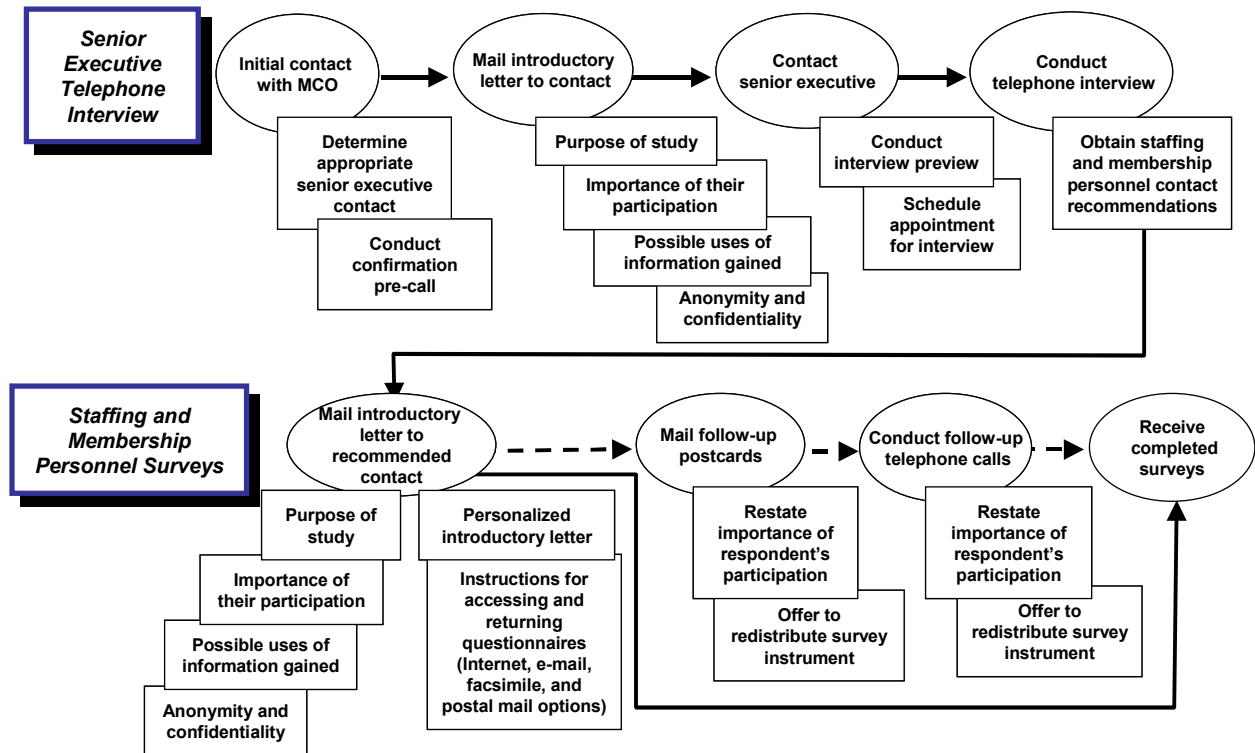 Senior
Executive
Telephone
Interview
Initial contact
with MCO
Determine
appropriate
senior executive
contact
Conduct
confirmation
pre-call
Mail introductory
letter to contact
Purpose of study
Importance of their
participation
Possible uses of
information gained
Anonymity and
confidentiality
Contact
senior executive
Conduct
interview preview
Schedule
appointment
for interview
Conduct
telephone interview
Obtain staffing
and membership
personnel contact
recommendations
Staffing and
Membership
Personnel Surveys
Mail introductory
letter to
recommended
contact
Purpose of
study
Importance of
their participation
Possible uses of
information gained
Anonymity and
confidentiality
Personalized
introductory letter
Instructions for
accessing and
returning
questionnaires
(Internet, e-mail,
facsimile, and
postal mail options)
Mail follow-up
postcards
Restate
importance of
respondent’s
participation
Offer to
redistribute survey
instrument
Conduct follow-up
telephone calls
Restate
importance of
respondent’s
participation
Offer to
redistribute survey
instrument
Receive
completed
surveys